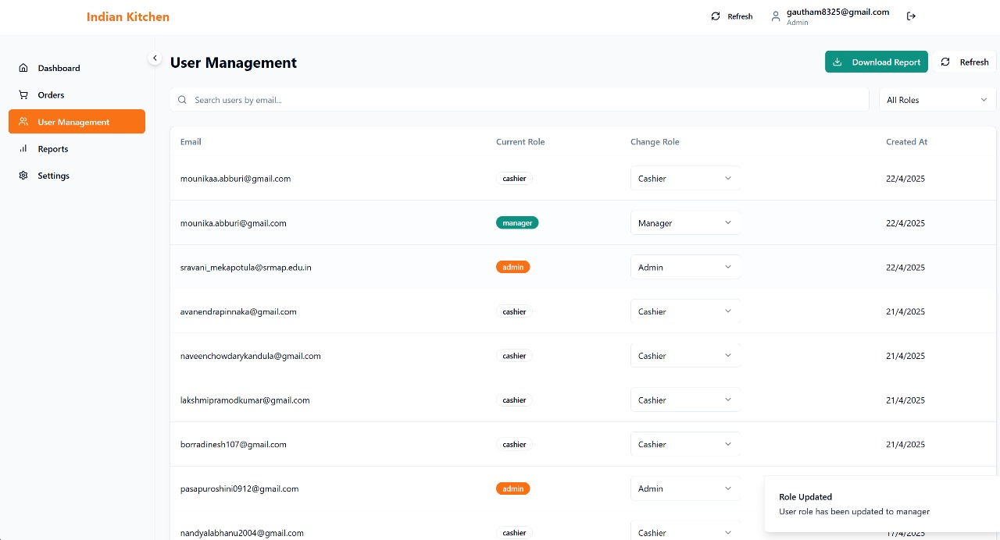 Indian Kitchen
Refresh
gautham8325@gmail.com
Admin
Dashboard
Orders
User Management
Reports
Settings
User Management
Download Report
Refresh
Search users by email...
All Roles
Email Current Role Change Role Created At
mounikaa.abburi@gmail.com cashier Cashier 22/4/2025
mounika.abburi@gmail.com manager Manager 22/4/2025
sravani_mekapotula@srmap.edu.in admin Admin 22/4/2025
avanendrapinnaka@gmail.com cashier Cashier 21/4/2025
naveenchowdarykandula@gmail.com cashier Cashier 21/4/2025
lakshmipramodkumar@gmail.com cashier Cashier 21/4/2025
borradinesh107@gmail.com cashier Cashier 21/4/2025
pasapuroshini0912@gmail.com admin Admin
nandyalabhanu2004@gmail.com cashier Cashier 17/4/2025
Role Updated
User role has been updated to manager